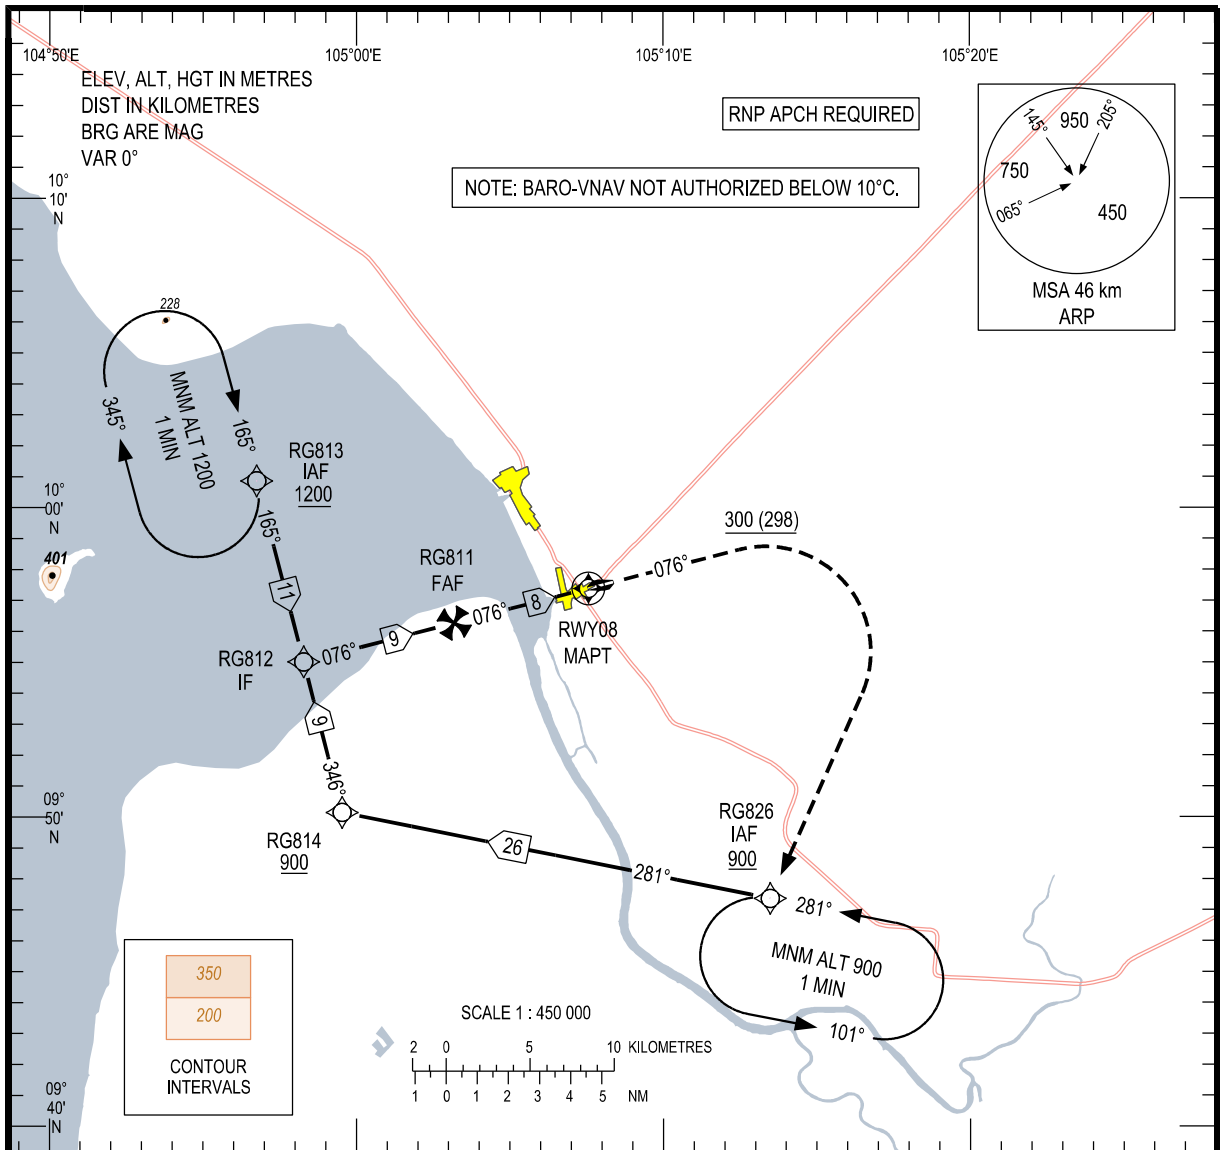 104°50'
105°00'
105°10'
105°20'
ELEV, ALT, HGT IN METRES
DIST IN KILOMETRES
BRG ARE MAG
VAR 0°
RNP APCH REQUIRED
NOTE: BARO-VNAV NOT AUTHORIZED BELOW 10°C.
145°
950
205°
750
065°
450
MSA 46 km
ARP
10°
10'
N
228
MNM ALT 1200
1 MIN
345°
165°
RG813
IAF
1200
165°
10°
00'
N
401
11
300 (298)
076°
RG811
FAF
076°
8
RWY08
MAPT
9
076°
RG812
IF
9
346°
09°
50'
N
RG814
900
26
281°
RG826
IAF
900
281°
MNM ALT 900
1 MIN
101°
350
200
CONTOUR
INTERVALS
SCALE 1 : 450 000
2 0 5 10 KILOMETRES
1 0 1 2 3 4 5 NM
09°
40'
N